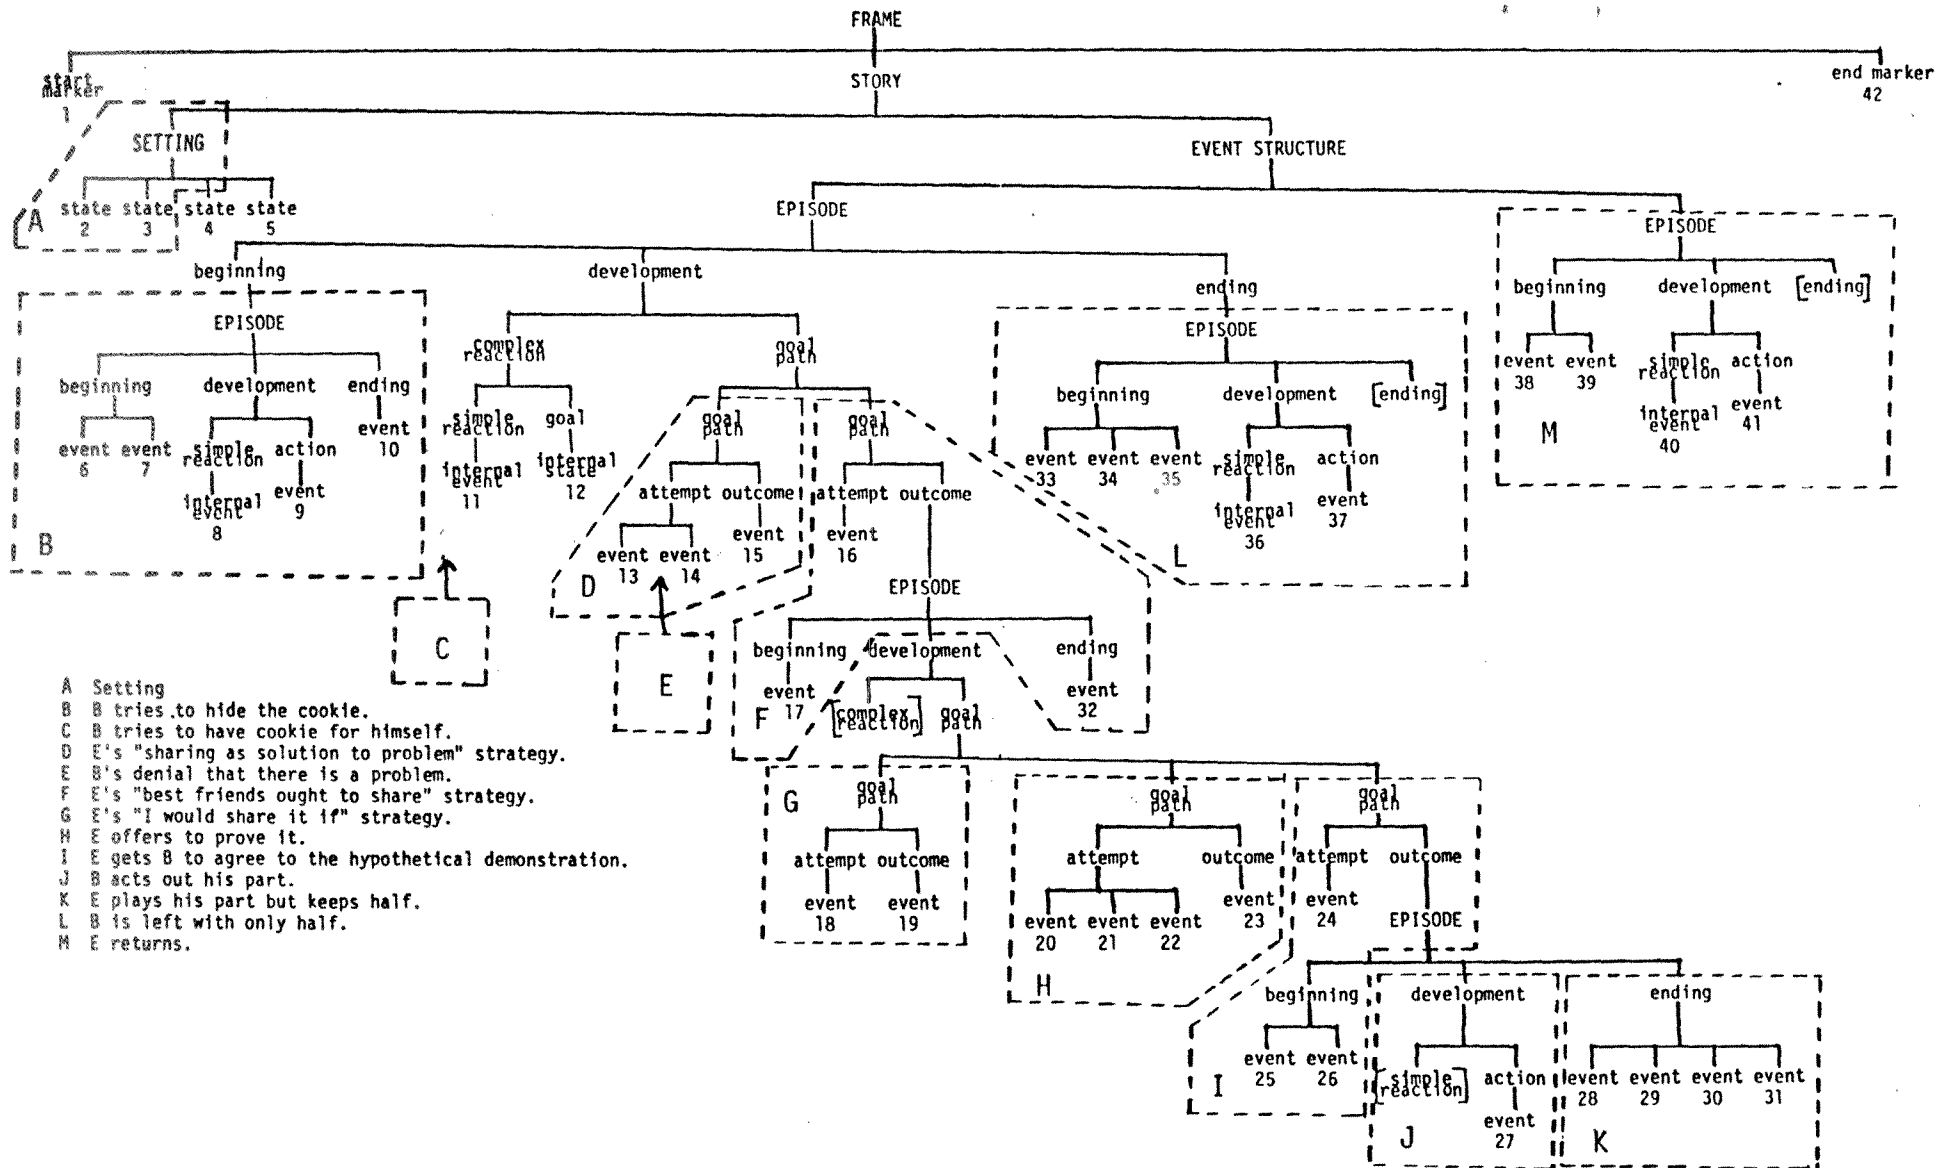 FRAME
start marker
1
STORY
end marker
42
SETTING
EVENT STRUCTURE
A state state state state
2 3 4 5
EPISODE
EPISODE
beginning development ending
beginning development [ending]
EPISODE
EPISODE
event event simple reaction action
38 39
internal event event
40 41
M
complex reaction goal path
beginning development ending
beginning development [ending]
event event simple reaction action event
6 7 10
internal event event
8 9
B
simple reaction goal
internal event internal state
11 12
goal path goal path
attempt outcome attempt outcome
event event event event
13 14 15 16
D
event event event simple reaction action
33 34 35
internal event event
36 37
L
EPISODE
C
E
beginning development ending
event event
17 32
F [complex reaction] goal path
A Setting
B B tries to hide the cookie.
C B tries to have cookie for himself.
D E's "sharing as solution to problem" strategy.
E B's denial that there is a problem.
F E's "best friends ought to share" strategy.
G E's "I would share it if" strategy.
H E offers to prove it.
I E gets B to agree to the hypothetical demonstration.
J B acts out his part.
K E plays his part but keeps half.
L B is left with only half.
M E returns.
G goal path goal path goal path
attempt outcome attempt outcome attempt outcome
event event event event event event event
18 19 20 21 22 23 24
EPISODE
H
beginning development ending
event event [simple reaction] action event event event event
25 26 28 29 30 31
I
event
27
J K